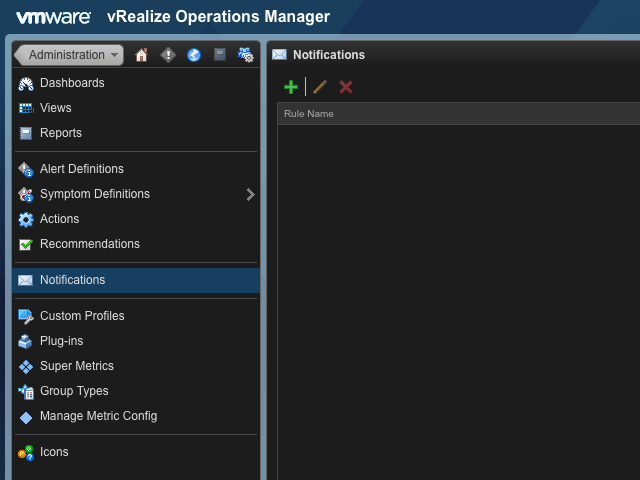 vmware vRealize Operations Manager
Administration
Notifications
Dashboards
Views
Reports
Rule Name
Alert Definitions
Symptom Definitions
Actions
Recommendations
Notifications
Custom Profiles
Plug-ins
Super Metrics
Group Types
Manage Metric Config
Icons